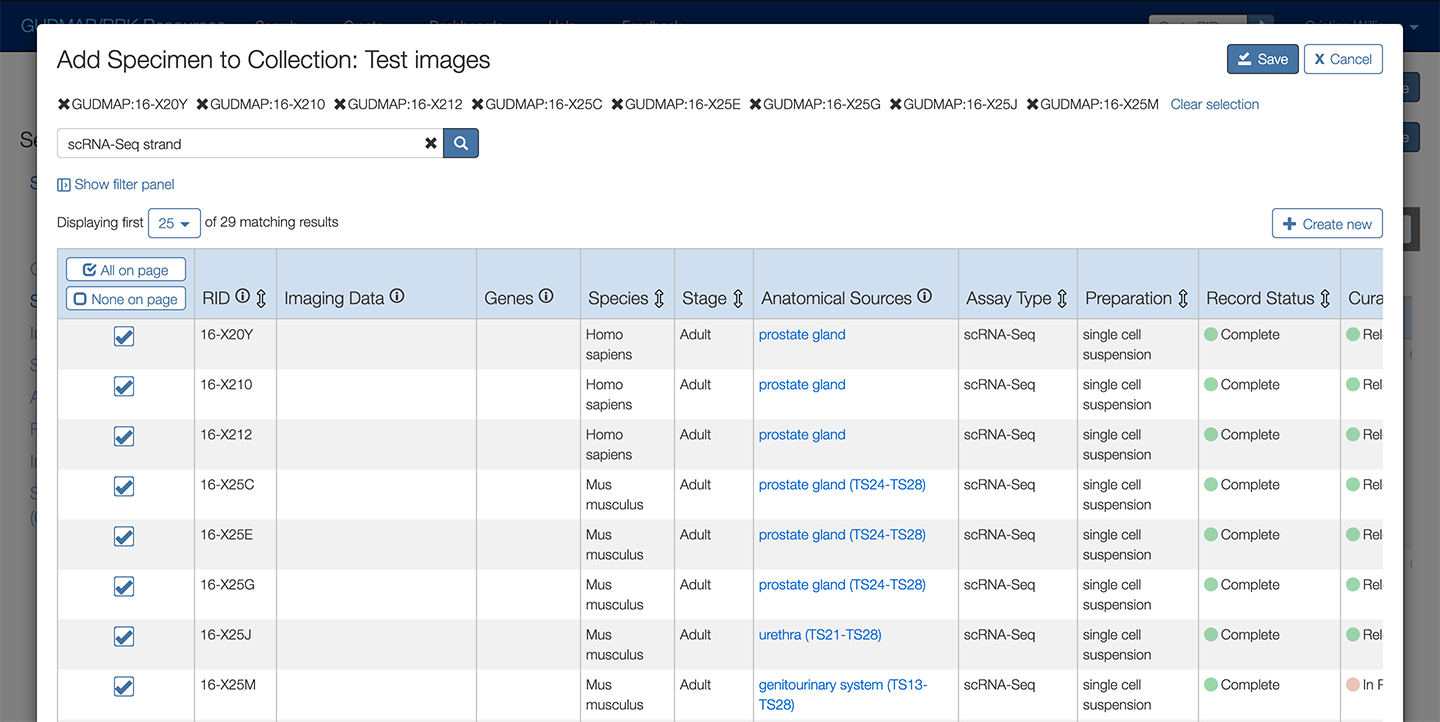 GUDMAP/RBK Resources Search Create Dashboards Help Feedback
Add Specimen to Collection: Test images
Save
X Cancel
✖GUDMAP:16-X20Y ✖GUDMAP:16-X210 ✖GUDMAP:16-X212 ✖GUDMAP:16-X25C ✖GUDMAP:16-X25E ✖GUDMAP:16-X25G ✖GUDMAP:16-X25J ✖GUDMAP:16-X25M Clear selection
scRNA-Seq strand
Show filter panel
Displaying first 25 of 29 matching results
Create new
All on page
None on page
RID Imaging Data Genes Species Stage Anatomical Sources Assay Type Preparation Record Status Cura
16-X20Y Homo sapiens Adult prostate gland scRNA-Seq single cell suspension Complete Rel
16-X210 Homo sapiens Adult prostate gland scRNA-Seq single cell suspension Complete Rel
16-X212 Homo sapiens Adult prostate gland scRNA-Seq single cell suspension Complete Rel
16-X25C Mus musculus Adult prostate gland (TS24-TS28) scRNA-Seq single cell suspension Complete Rel
16-X25E Mus musculus Adult prostate gland (TS24-TS28) scRNA-Seq single cell suspension Complete Rel
16-X25G Mus musculus Adult prostate gland (TS24-TS28) scRNA-Seq single cell suspension Complete Rel
16-X25J Mus musculus Adult urethra (TS21-TS28) scRNA-Seq single cell suspension Complete Rel
16-X25M Mus musculus Adult genitourinary system (TS13-TS28) scRNA-Seq single cell suspension Complete In